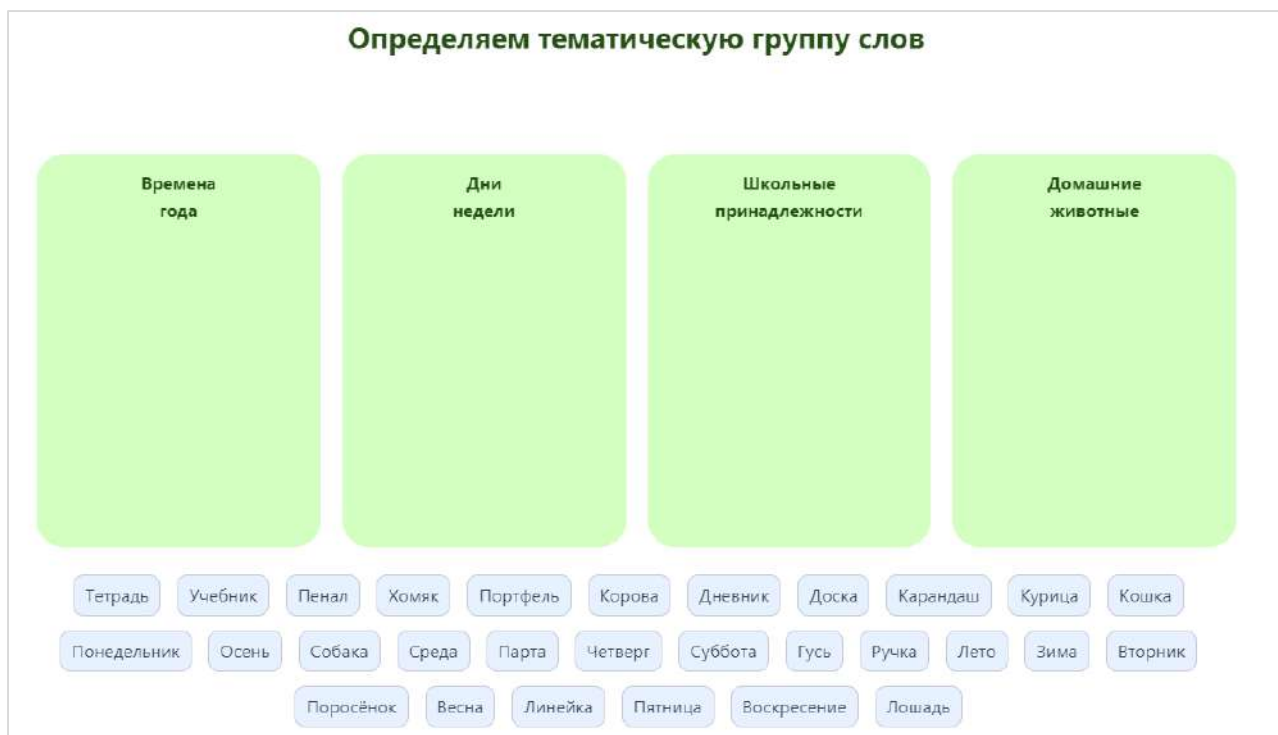 Определяем тематическую группу слов
Времена
года
Дни
недели
Школьные
принадлежности
Домашние
животные
Тетрадь Учебник Пенал Хомяк Портфель Корова Дневник Доска Карандаш Курица Кошка
Понедельник Осень Собака Среда Парта Четверг Суббота Гусь Ручка Лето Зима Вторник
Поросёнок Весна Линейка Пятница Воскресение Лошадь